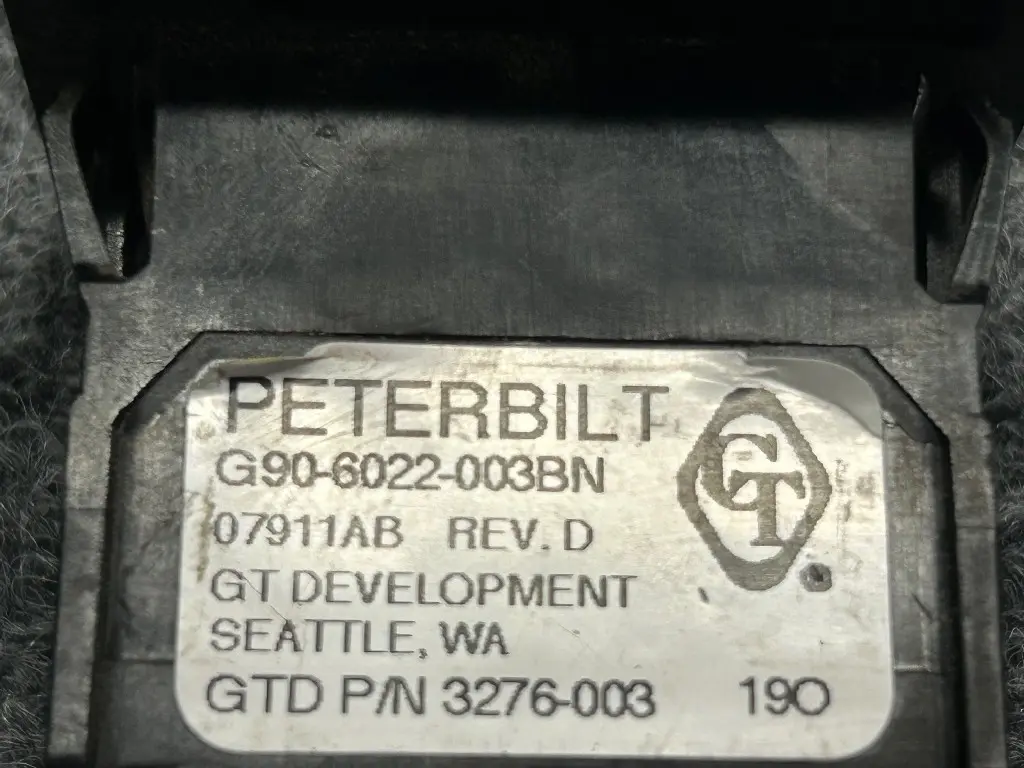 PETERBILT
G90-6022-003BN
07911AB REV. D
GT DEVELOPMENT
SEATTLE, WA
GTD P/N 3276-003 190
GT